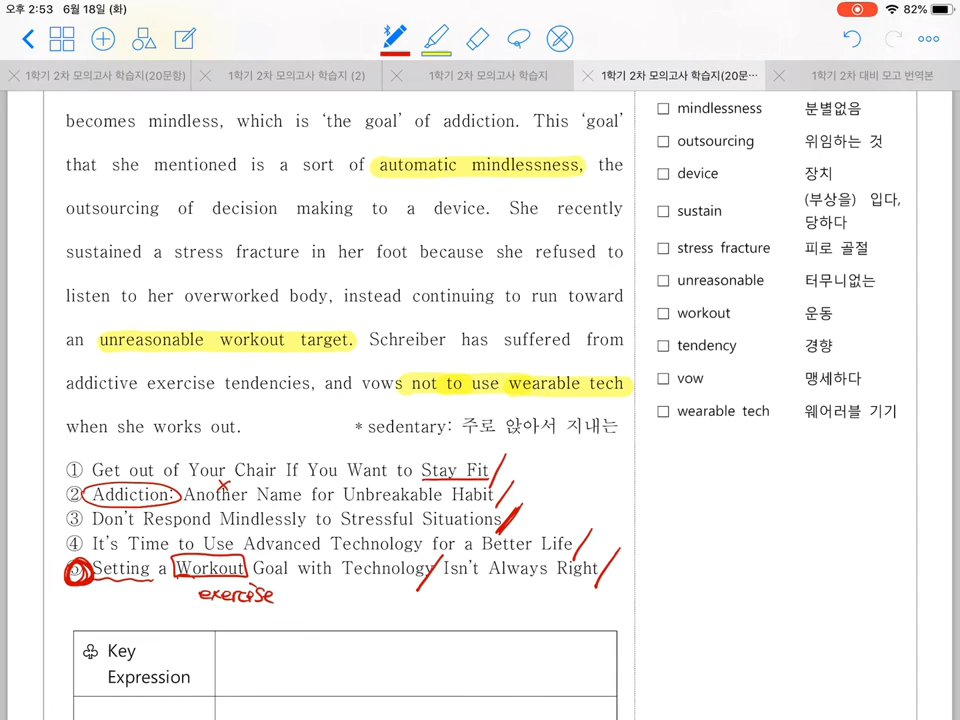 오후 2:53 6월 18일 (화)
82%
1학기 2차 모의고사 학습지(20문항)
1학기 2차 모의고사 학습지 (2)
1학기 2차 모의고사 학습지
1학기 2차 모의고사 학습지(20문…
1학기 2차 대비 모고 번역본
becomes mindless, which is ‘the goal’ of addiction. This ‘goal’
that she mentioned is a sort of automatic mindlessness, the
outsourcing of decision making to a device. She recently
sustained a stress fracture in her foot because she refused to
listen to her overworked body, instead continuing to run toward
an unreasonable workout target. Schreiber has suffered from
addictive exercise tendencies, and vows not to use wearable tech
when she works out.
* sedentary: 주로 앉아서 지내는
① Get out of Your Chair If You Want to Stay Fit
② Addiction: Another Name for Unbreakable Habit
③ Don’t Respond Mindlessly to Stressful Situations
④ It’s Time to Use Advanced Technology for a Better Life
⑤ Setting a Workout Goal with Technology Isn’t Always Right
exercise
♧ Key
Expression
□ mindlessness 분별없음
□ outsourcing 위임하는 것
□ device 장치
(부상을) 입다,
□ sustain
당하다
□ stress fracture 피로 골절
□ unreasonable 터무니없는
□ workout 운동
□ tendency 경향
□ vow 맹세하다
□ wearable tech 웨어러블 기기